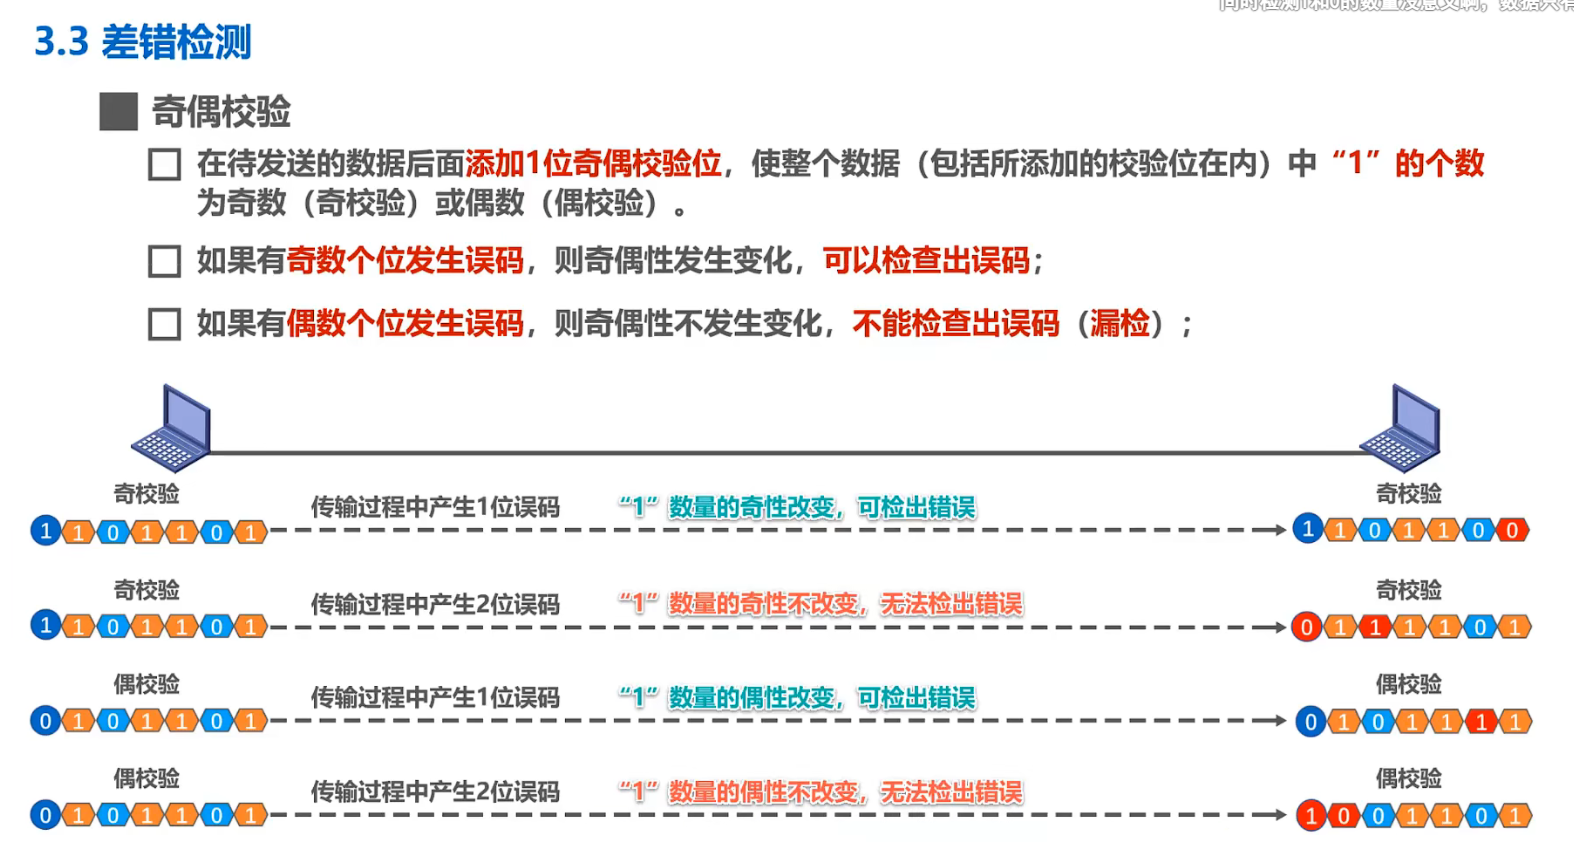 3.3 差错检测
奇偶校验
在待发送的数据后面添加1位奇偶校验位，使整个数据（包括所添加的校验位在内）中“1”的个数
为奇数（奇校验）或偶数（偶校验）。
如果有奇数个位发生误码，则奇偶性发生变化，可以检查出误码；
如果有偶数个位发生误码，则奇偶性不发生变化，不能检查出误码（漏检）；
奇校验
传输过程中产生1位误码 “1”数量的奇性改变，可检出错误
奇校验
1 1 0 1 1 0 1
1 1 0 1 1 0 0
奇校验
传输过程中产生2位误码 “1”数量的奇性不改变，无法检出错误
奇校验
1 1 0 1 1 0 1
0 1 1 1 1 0 1
偶校验
传输过程中产生1位误码 “1”数量的偶性改变，可检出错误
偶校验
0 1 0 1 1 0 1
0 1 0 1 1 1 1
偶校验
传输过程中产生2位误码 “1”数量的偶性不改变，无法检出错误
偶校验
0 1 0 1 1 0 1
1 0 0 1 1 0 1